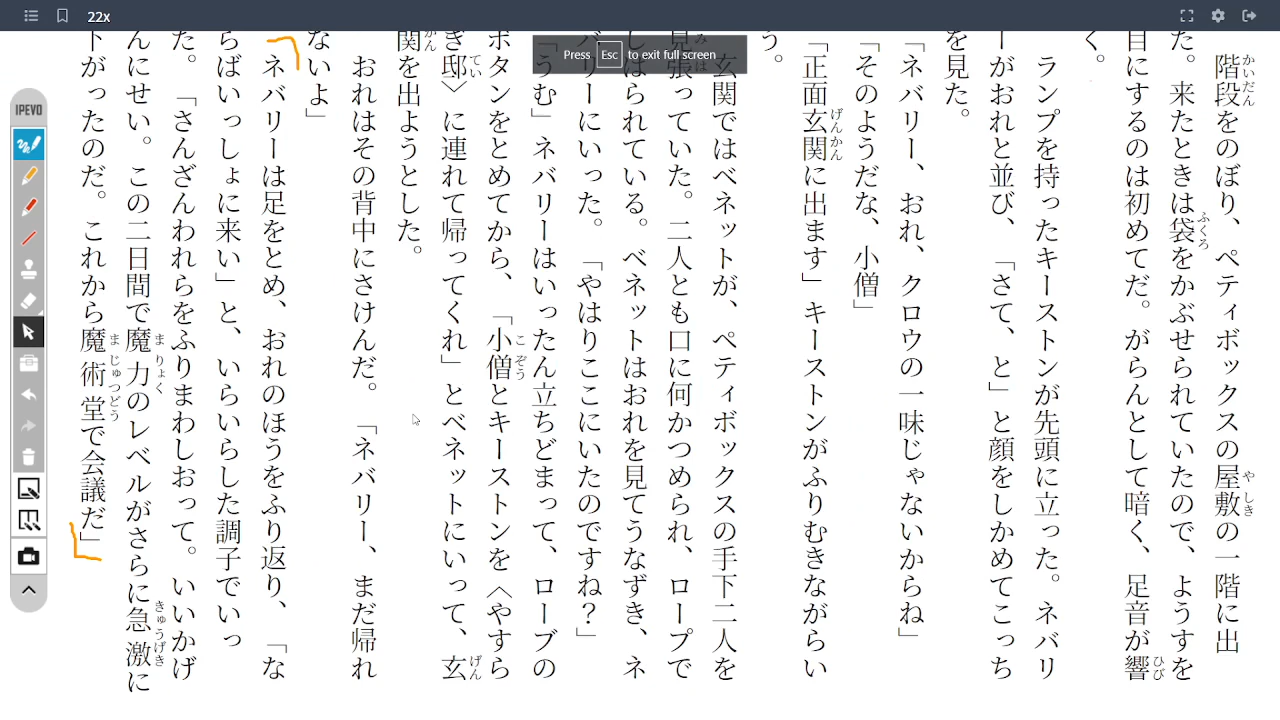 22x
Press Esc to exit full screen
IPEVO
階段をのぼり、ペティボックスの屋敷の一階に出
た。来たときは袋をかぶせられていたので、ようすを
目にするのは初めてだ。がらんとして暗く、足音が響
く。
ランプを持ったキーストンが先頭に立った。ネバリ
ーがおれと並び、「さて、と」と顔をしかめてこっち
を見た。
「ネバリー、おれ、クロウの一味じゃないからね」
「そのようだな、小僧」
「正面玄関に出ます」キーストンがふりむきながらい
う。
玄関ではベネットが、ペティボックスの手下二人を
見張っていた。二人とも口に何かつめられ、ロープで
しばられている。ベネットはおれを見てうなずき、ネ
バリーにいった。「やはりここにいたのですね？」
「うむ」ネバリーはいったん立ちどまって、ローブの
ボタンをとめてから、「小僧とキーストンを〈やすら
ぎ邸〉に連れて帰ってくれ」とベネットにいって、玄
関を出ようとした。
おれはその背中にさけんだ。「ネバリー、まだ帰れ
ないよ」
ネバリーは足をとめ、おれのほうをふり返り、「な
らばいっしょに来い」と、いらいらした調子でいっ
た。「さんざんわれらをふりまわしおって。いいかげ
んにせい。この二日間で魔力のレベルがさらに急激に
下がったのだ。これから魔術堂で会議だ」